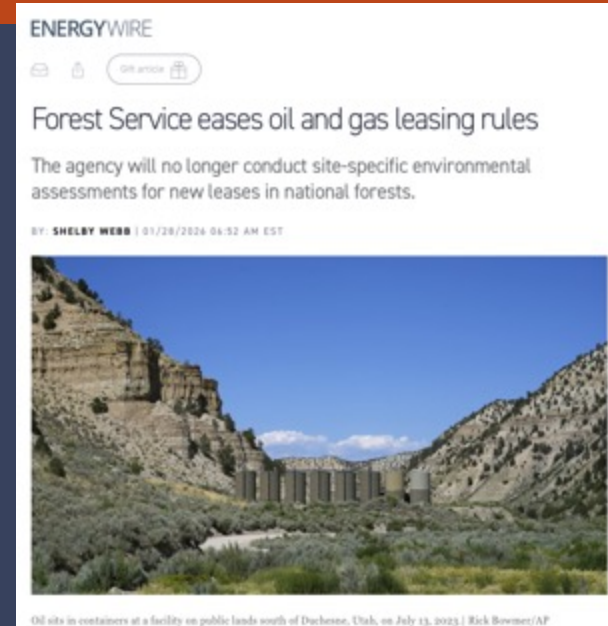 ENERGYWIRE
Gift article
Forest Service eases oil and gas leasing rules
The agency will no longer conduct site-specific environmental
assessments for new leases in national forests.
BY: SHELBY WEBB | 01/28/2026 06:52 AM EST
Oil sits in containers at a facility on public lands south of Duchesne, Utah, on July 13, 2023. | Rick Bowmer/AP